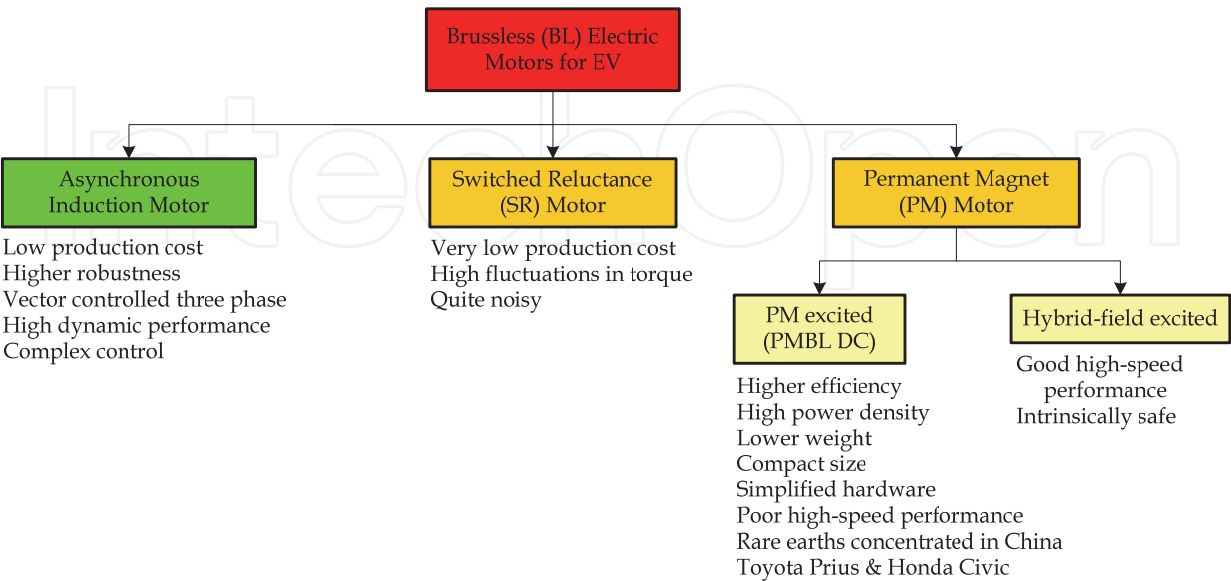 Brussless (BL) Electric
Motors for EV
Asynchronous
Induction Motor
Low production cost
Higher robustness
Vector controlled three phase
High dynamic performance
Complex control
Switched Reluctance
(SR) Motor
Very low production cost
High fluctuations in torque
Quite noisy
Permanent Magnet
(PM) Motor
PM excited
(PMBL DC)
Higher efficiency
High power density
Lower weight
Compact size
Simplified hardware
Poor high-speed performance
Rare earths concentrated in China
Toyota Prius & Honda Civic
Hybrid-field excited
Good high-speed
performance
Intrinsically safe
IntechOpen